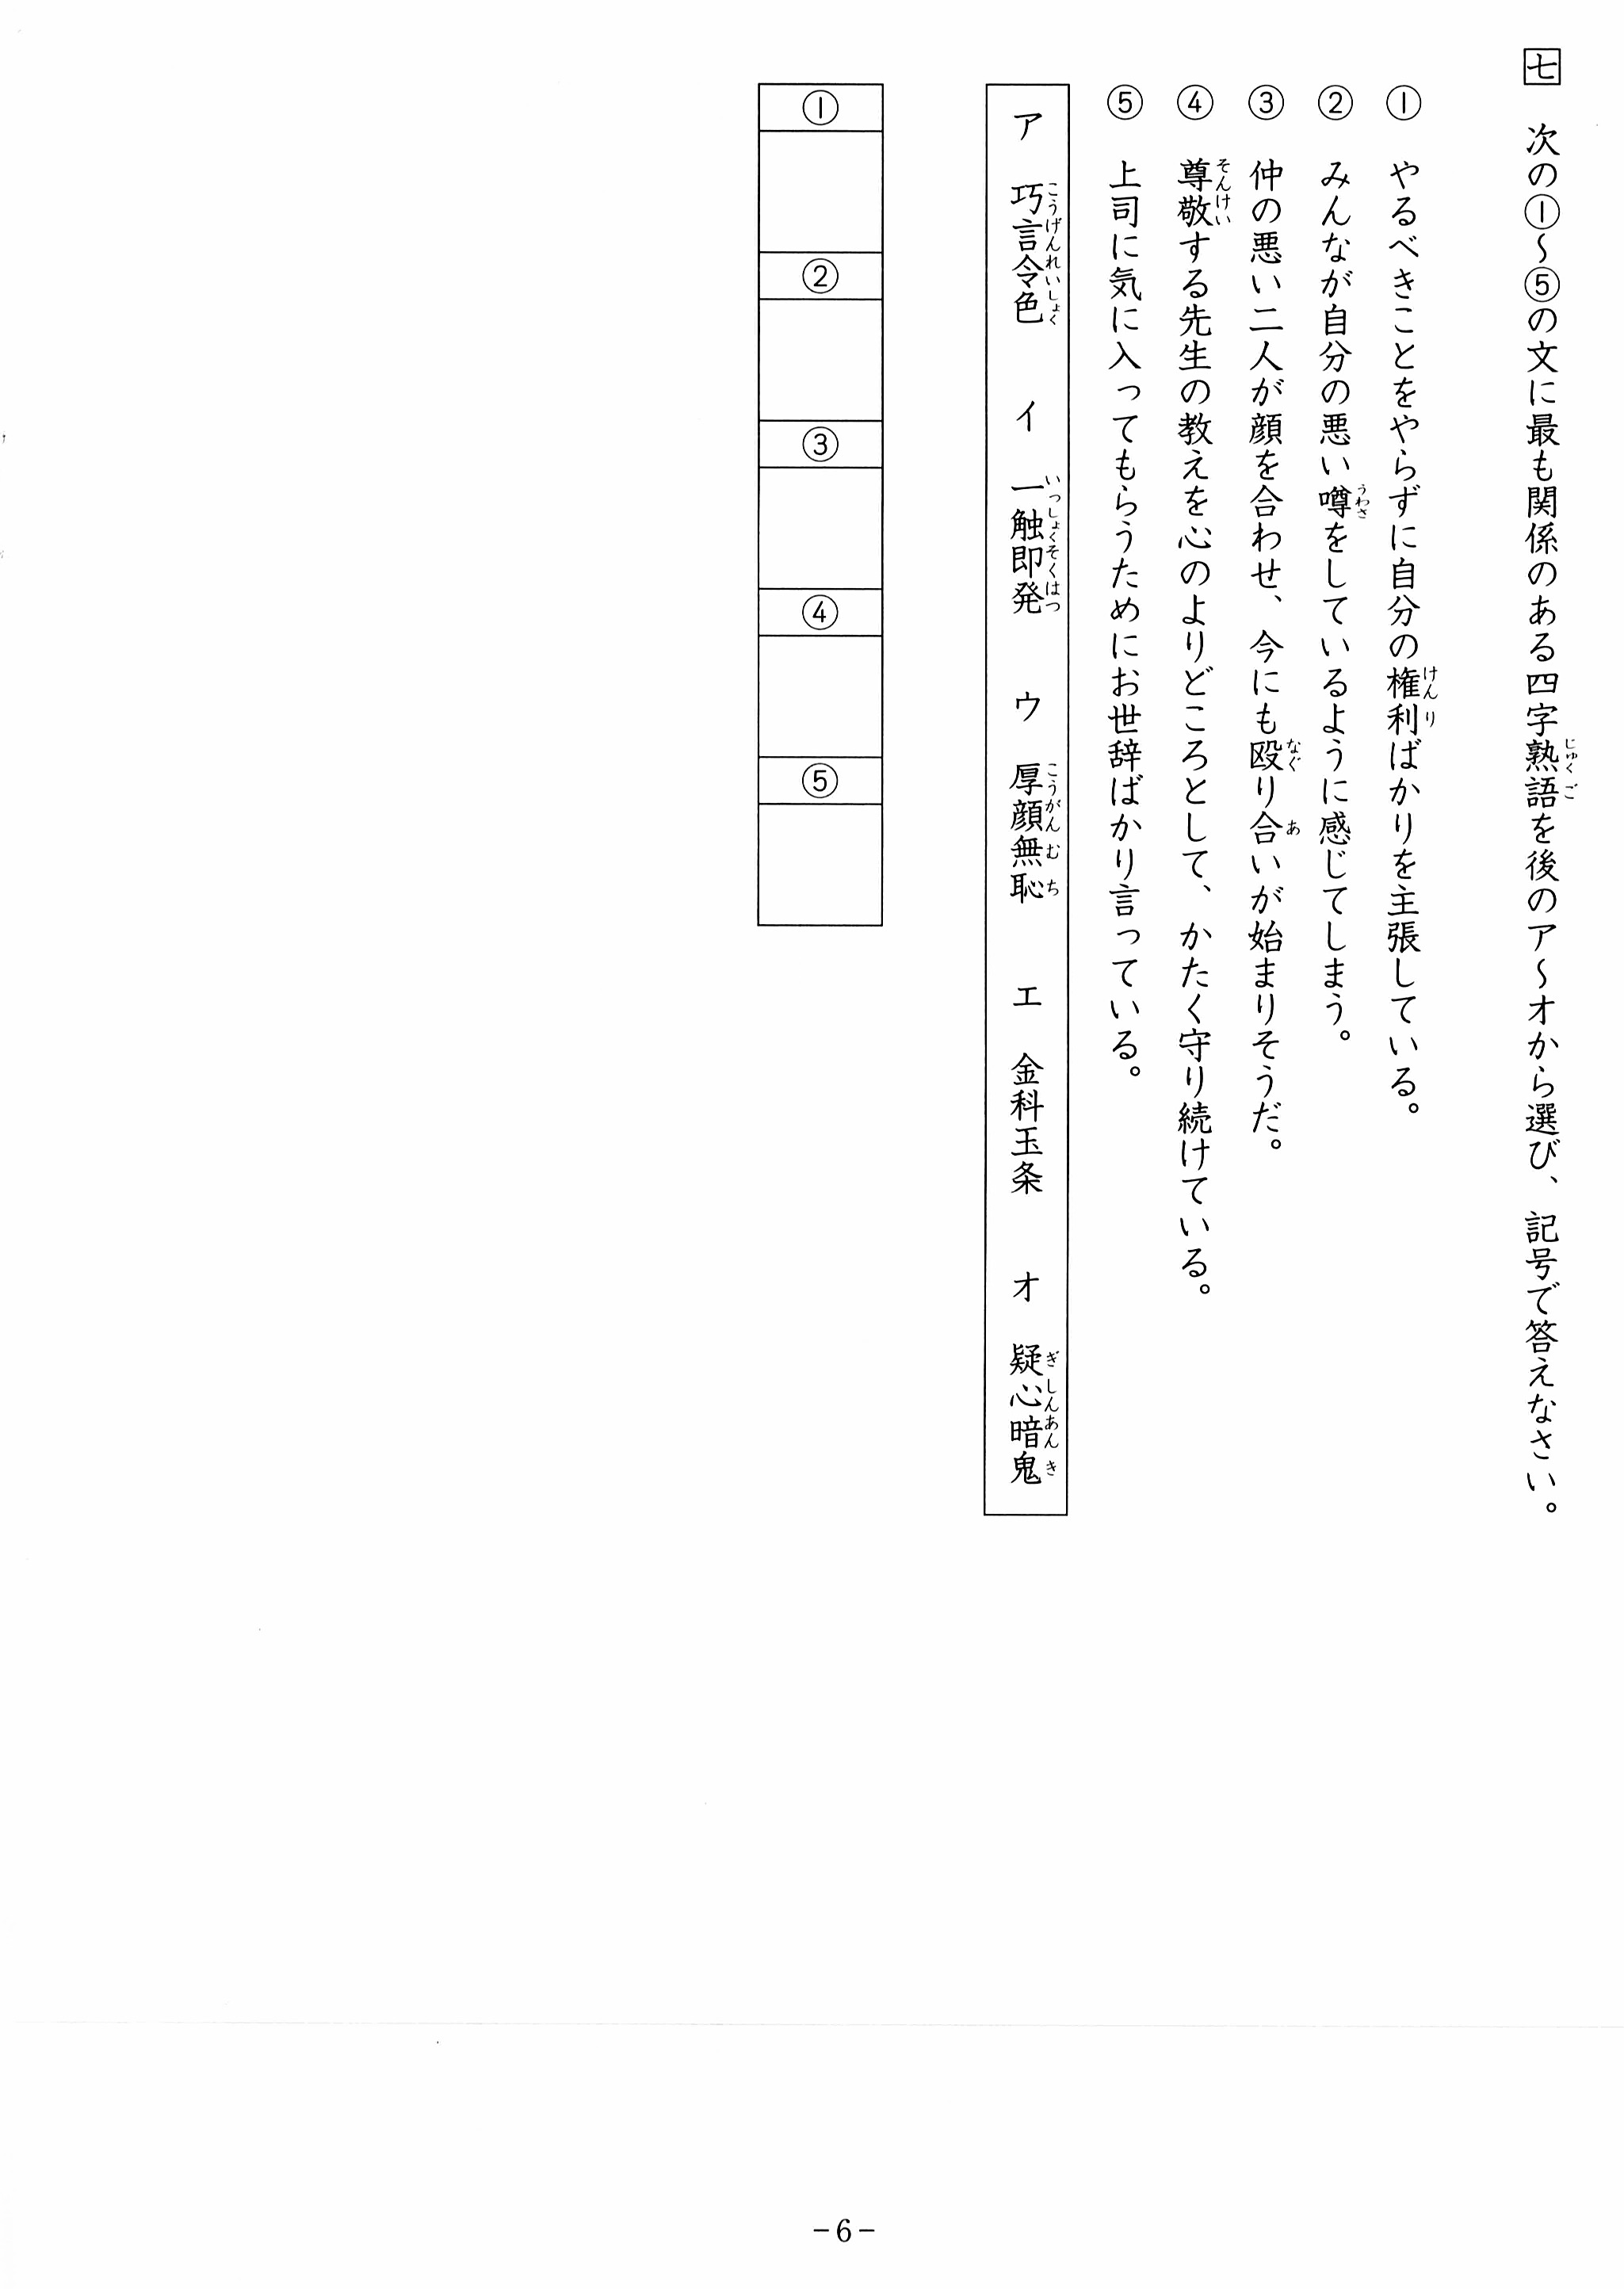 七 次の①～⑤の文に最も関係のある四字熟語を後のア～オから選び、記号で答えなさい。
① やるべきことをやらずに自分の権利ばかりを主張している。
② みんなが自分の悪い噂をしているように感じてしまう。
③ 仲の悪い二人が顔を合わせ、今にも殴り合いが始まりそうだ。
④ 尊敬する先生の教えを心のよりどころとして、かたく守り続けている。
⑤ 上司に気に入ってもらうためにお世辞ばかり言っている。
ア 巧言令色 イ 一触即発 ウ 厚顔無恥 エ 金科玉条 オ 疑心暗鬼
①
②
③
④
⑤
-6-